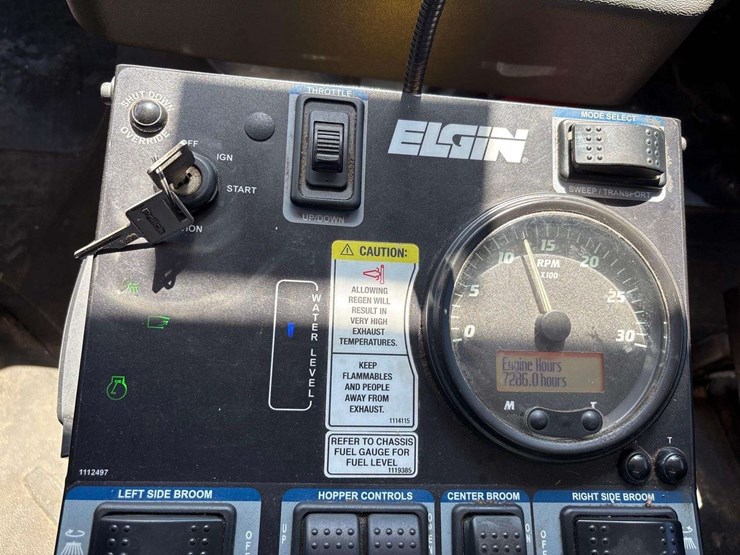 SHUT DOWN
OVERRIDE
OFF
IGN
START
ION
THROTTLE
UP/DOWN
ELGIN
MODE SELECT
SWEEP / TRANSPORT
CAUTION:
ALLOWING
REGEN WILL
RESULT IN
VERY HIGH
EXHAUST
TEMPERATURES.
KEEP
FLAMMABLES
AND PEOPLE
AWAY FROM
EXHAUST.
1114115
REFER TO CHASSIS
FUEL GAUGE FOR
FUEL LEVEL
1119385
WATER LEVEL
0
5
10
15
20
25
30
RPM
X100
Engine Hours
7286.0 hours
M
T
T
1112497
LEFT SIDE BROOM
HOPPER CONTROLS
CENTER BROOM
RIGHT SIDE BROOM
UP